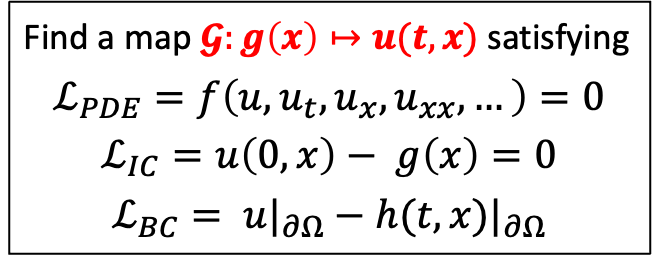 Find a map 𝓖: g(x) ↦ u(t, x) satisfying
ℒ_PDE = f(u, u_t, u_x, u_xx, … ) = 0
ℒ_IC = u(0, x) − g(x) = 0
ℒ_BC = u|_∂Ω − h(t, x)|_∂Ω